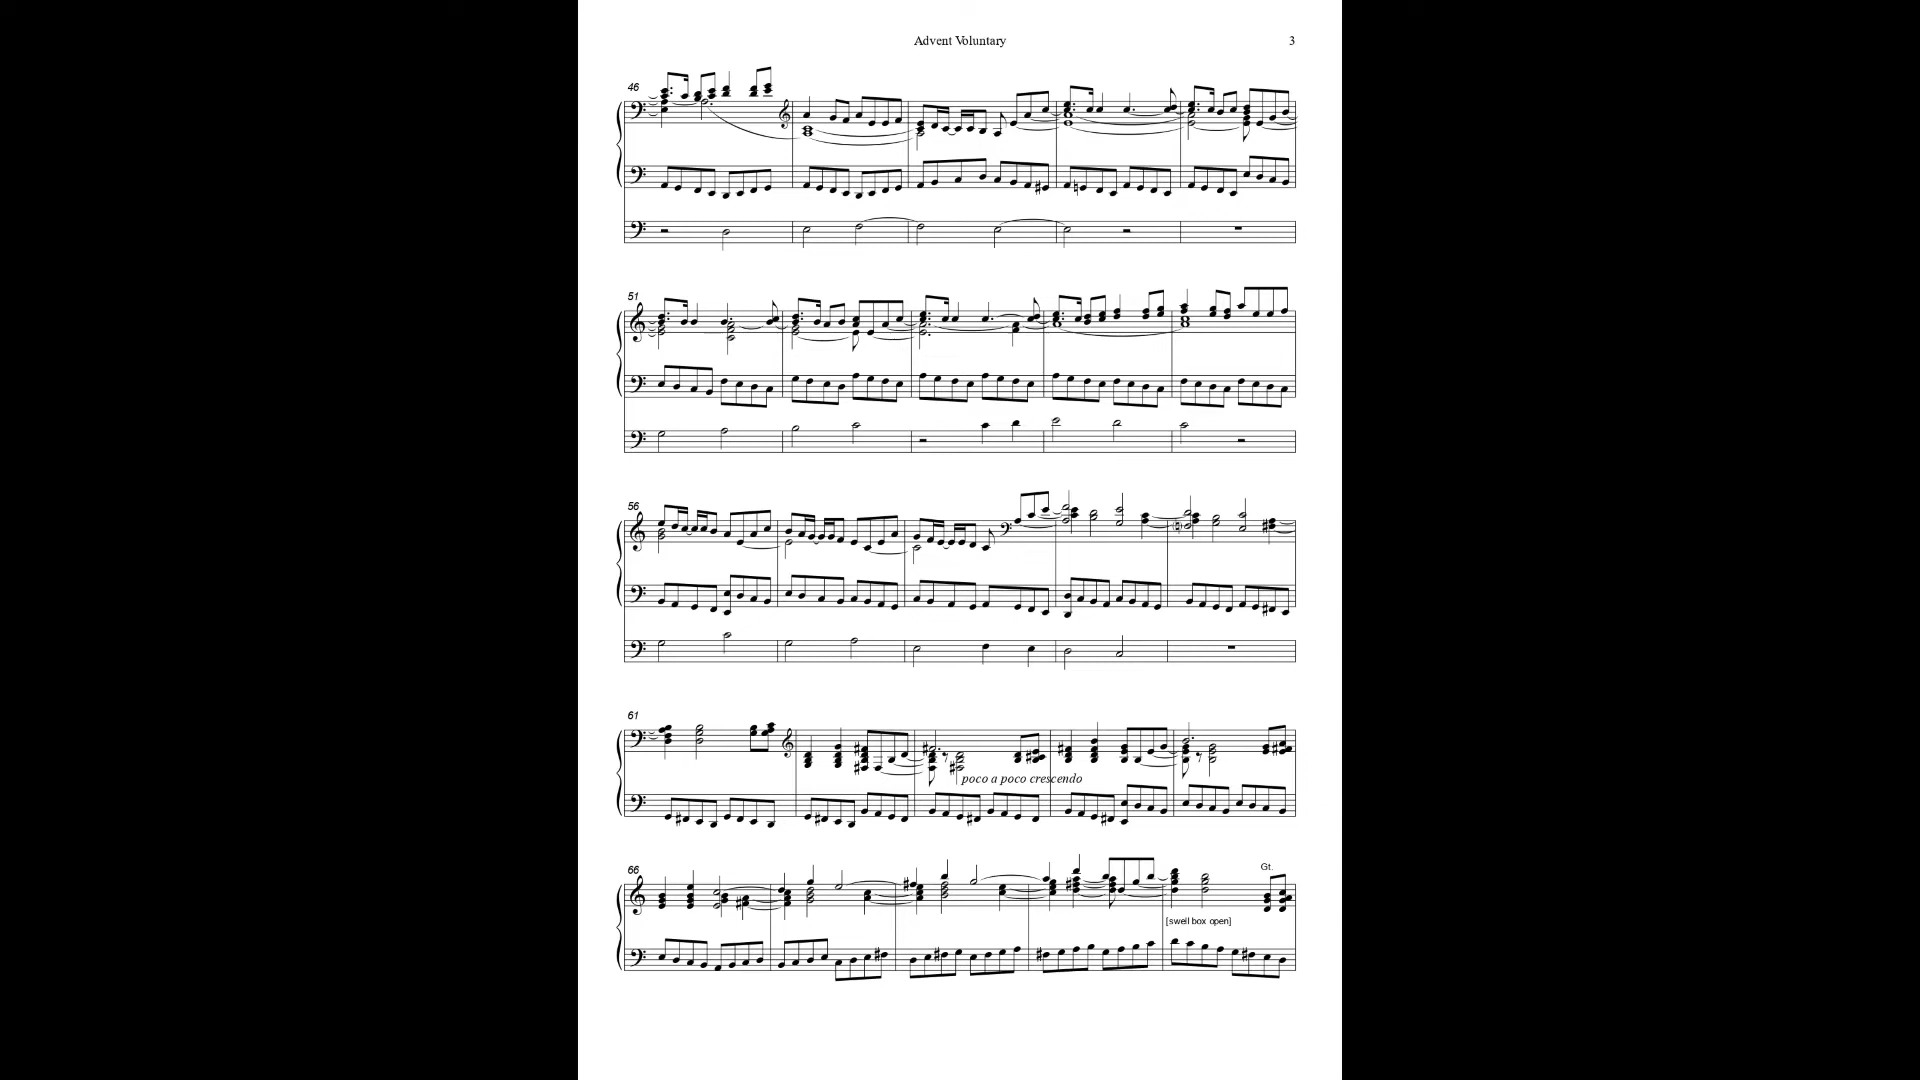 Advent Voluntary 3
46
51
56
61
poco a poco crescendo
66
Gt.
[swell box open]